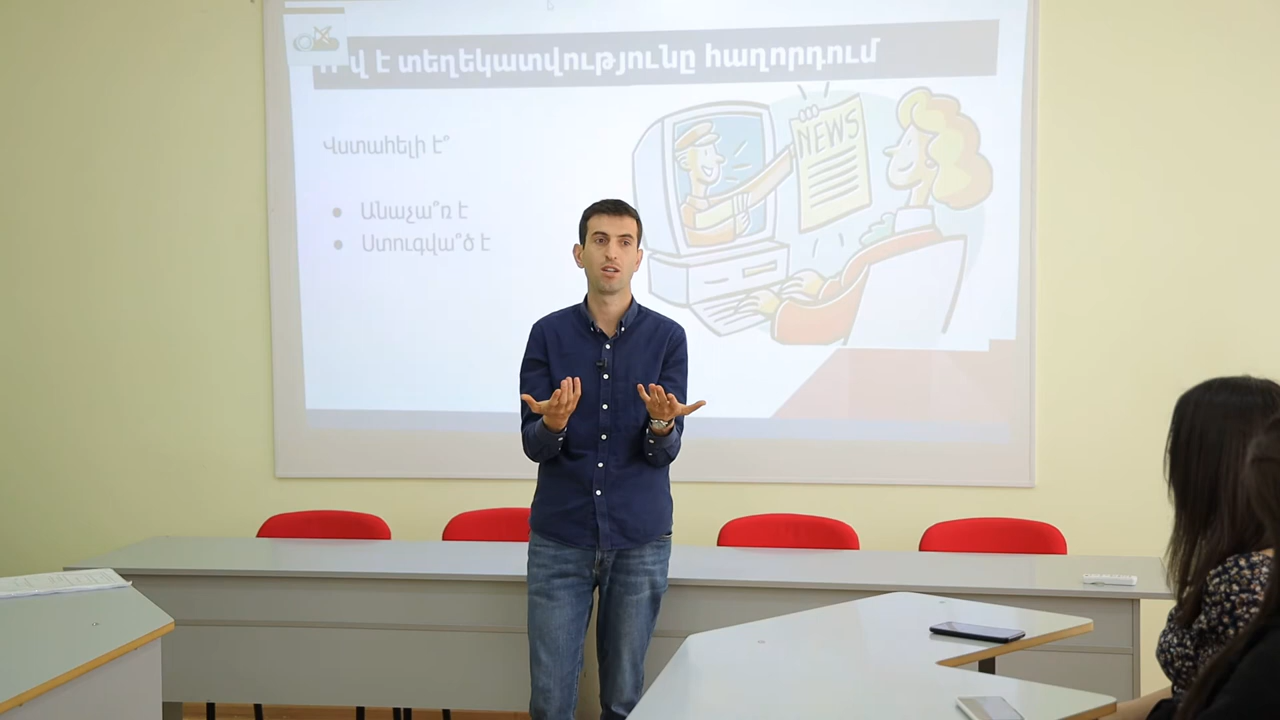 Ո՞վ է տեղեկատվությունը հաղորդում
Վստահելի է՞
Անաչա՞ռ է
Ստուգվա՞ծ է
NEWS